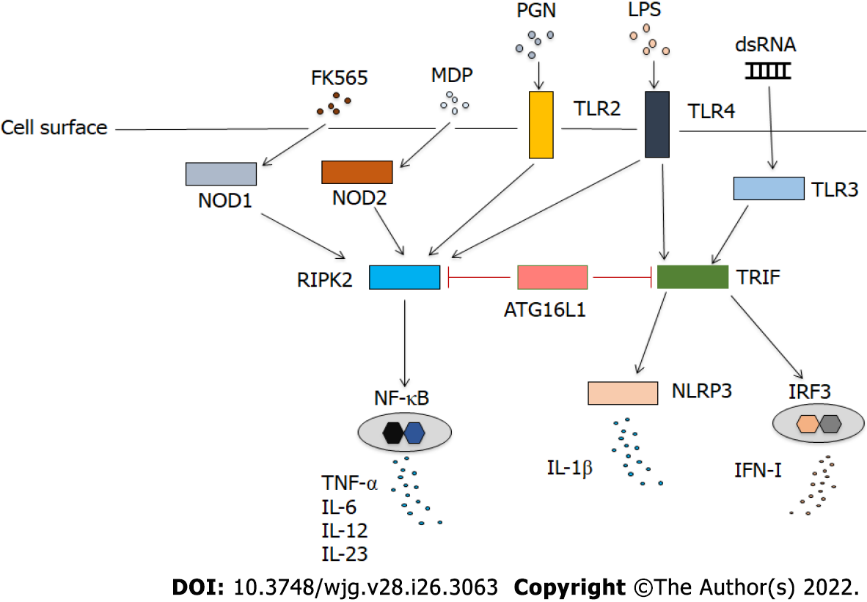 PGN
LPS
dsRNA
FK565
MDP
TLR2
TLR4
Cell surface
NOD1
NOD2
TLR3
RIPK2
ATG16L1
TRIF
NF-κB
NLRP3
IRF3
IL-1β
IFN-I
TNF-α
IL-6
IL-12
IL-23
DOI: 10.3748/wjg.v28.i26.3063 Copyright ©The Author(s) 2022.